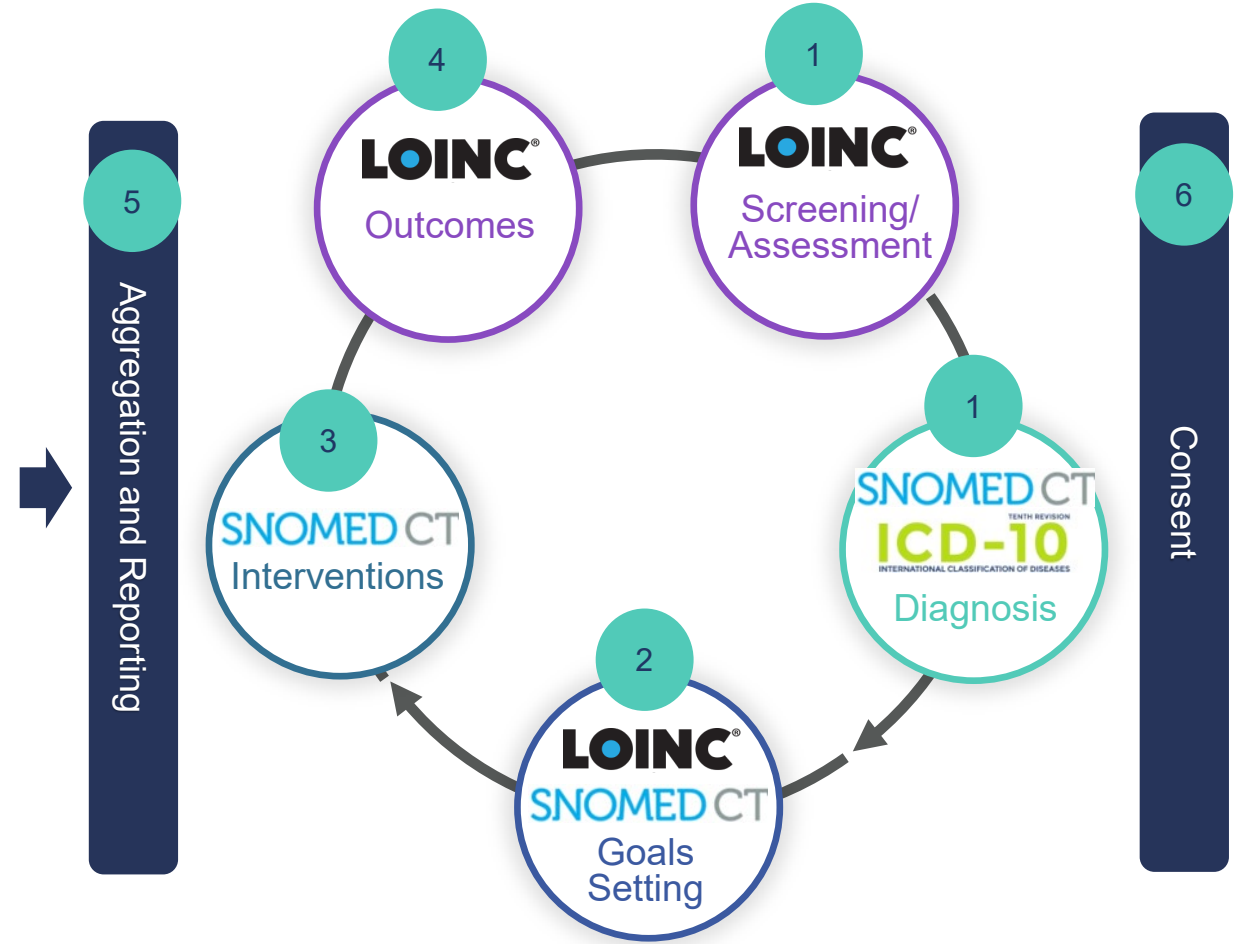 4
LOINC®
Outcomes
1
LOINC®
Screening/
Assessment
5
Aggregation and Reporting
6
Consent
3
SNOMED CT
Interventions
1
SNOMED CT
TENTH REVISION
ICD-10
INTERNATIONAL CLASSIFICATION OF DISEASES
Diagnosis
2
LOINC®
SNOMED CT
Goals
Setting